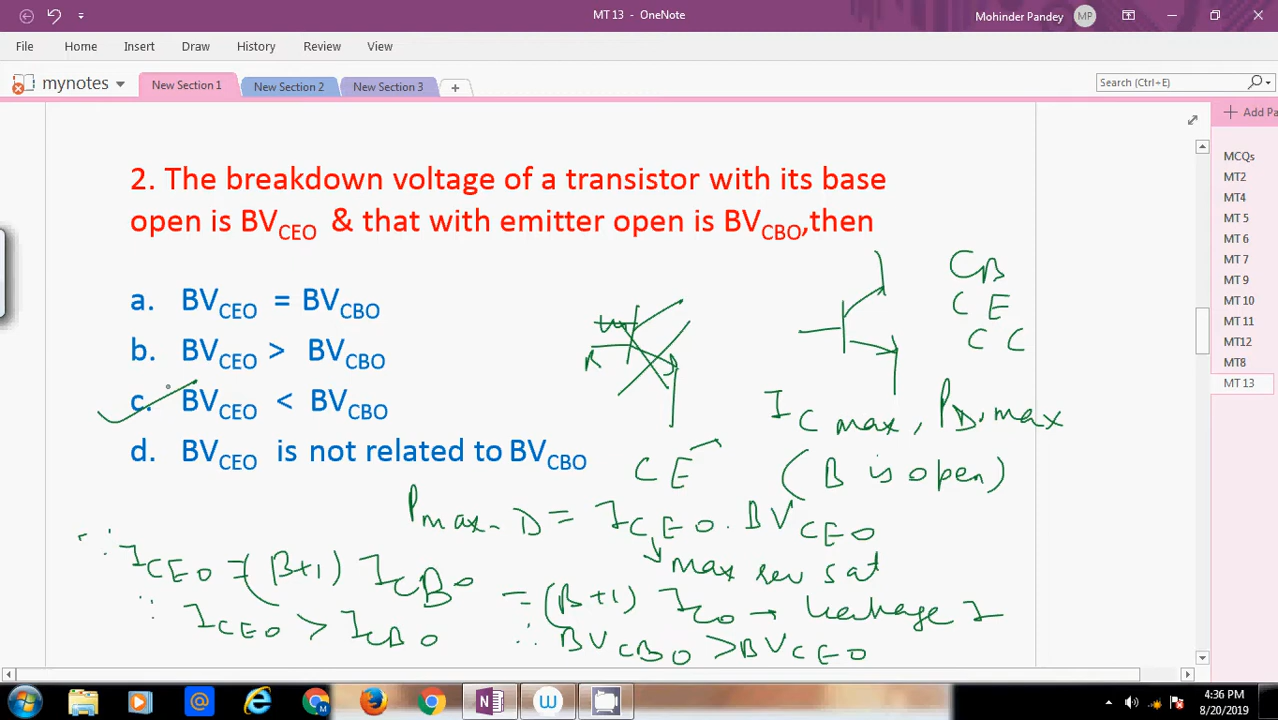 MT 13 - OneNote
Mohinder Pandey MP
File Home Insert Draw History Review View
mynotes New Section 1 New Section 2 New Section 3 +
Search (Ctrl+E)
Add Pa
MCQs
MT2
MT4
MT 5
MT 6
MT 7
MT 9
MT 10
MT 11
MT12
MT8
MT 13
2. The breakdown voltage of a transistor with its base
open is BVCEO & that with emitter open is BVCBO,then
a. BVCEO = BVCBO
b. BVCEO > BVCBO
c. BVCEO < BVCBO
d. BVCEO is not related to BVCBO
CB
CE
CC
IC max, PD, max
CE (B is open)
Pmax. D = ICEO . BVCEO
max rev sat
∵ ICEO = (B+1) ICBO
= (B+1) ICO → leakage I
∵ ICEO > ICBO
∴ BVCBO > BVCEO
4:36 PM
8/20/2019